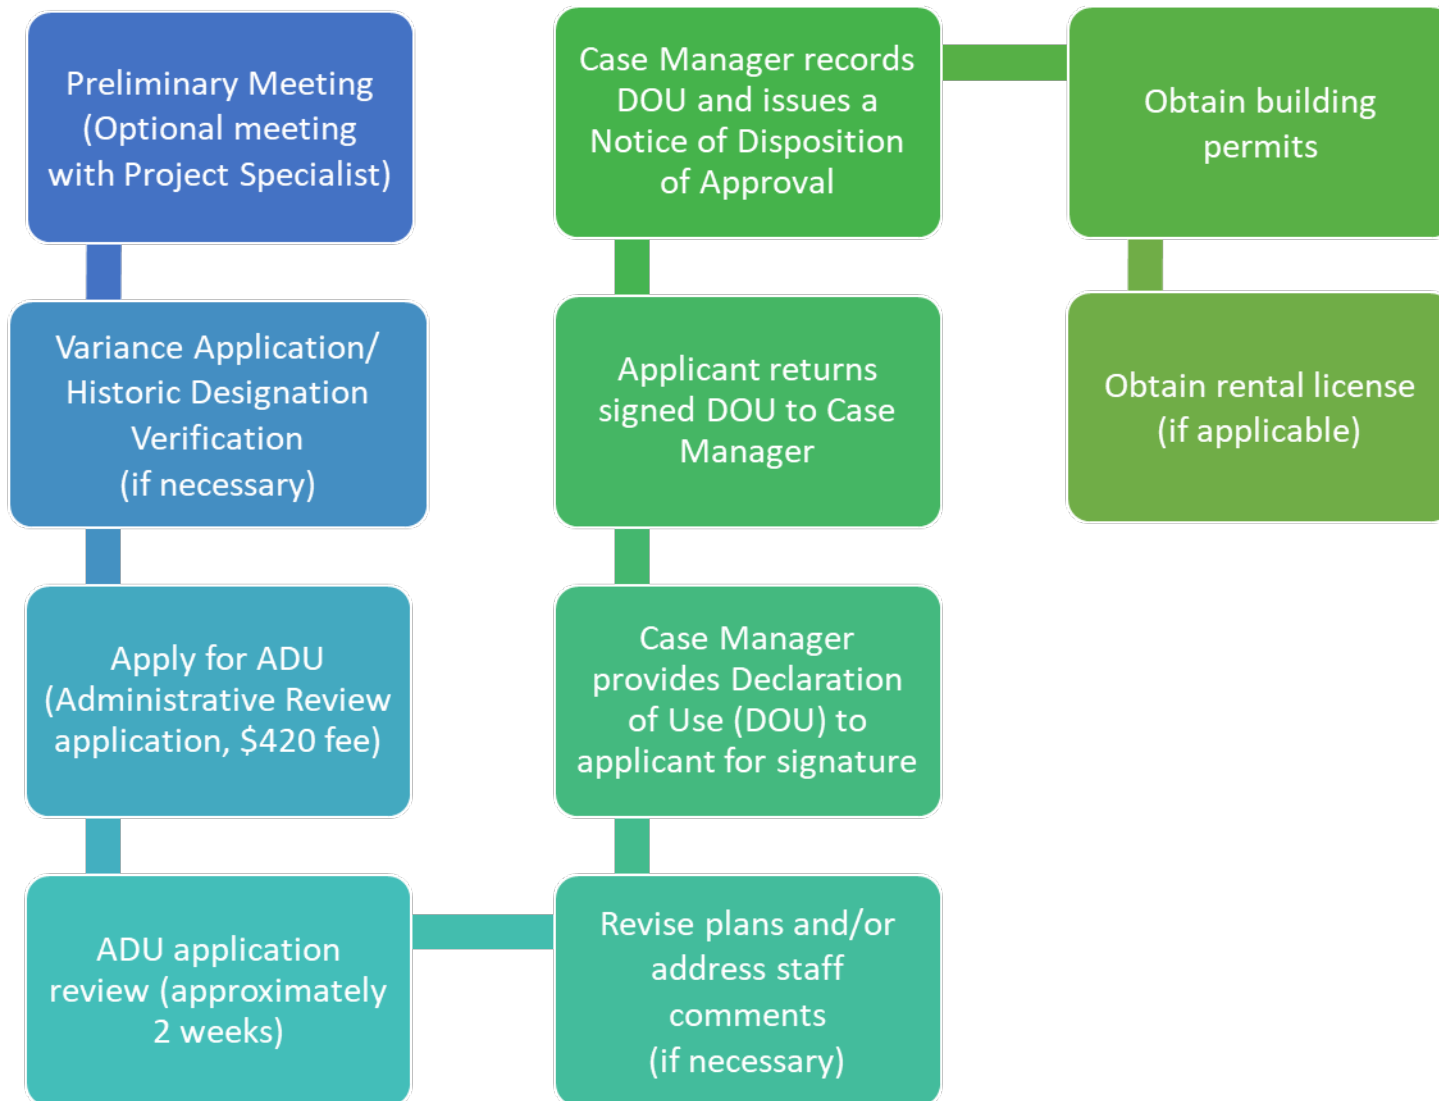 Preliminary Meeting
(Optional meeting
with Project Specialist)
Variance Application/
Historic Designation
Verification
(if necessary)
Apply for ADU
(Administrative Review
application, $420 fee)
ADU application
review (approximately
2 weeks)
Revise plans and/or
address staff
comments
(if necessary)
Case Manager
provides Declaration
of Use (DOU) to
applicant for signature
Applicant returns
signed DOU to Case
Manager
Case Manager records
DOU and issues a
Notice of Disposition
of Approval
Obtain building
permits
Obtain rental license
(if applicable)